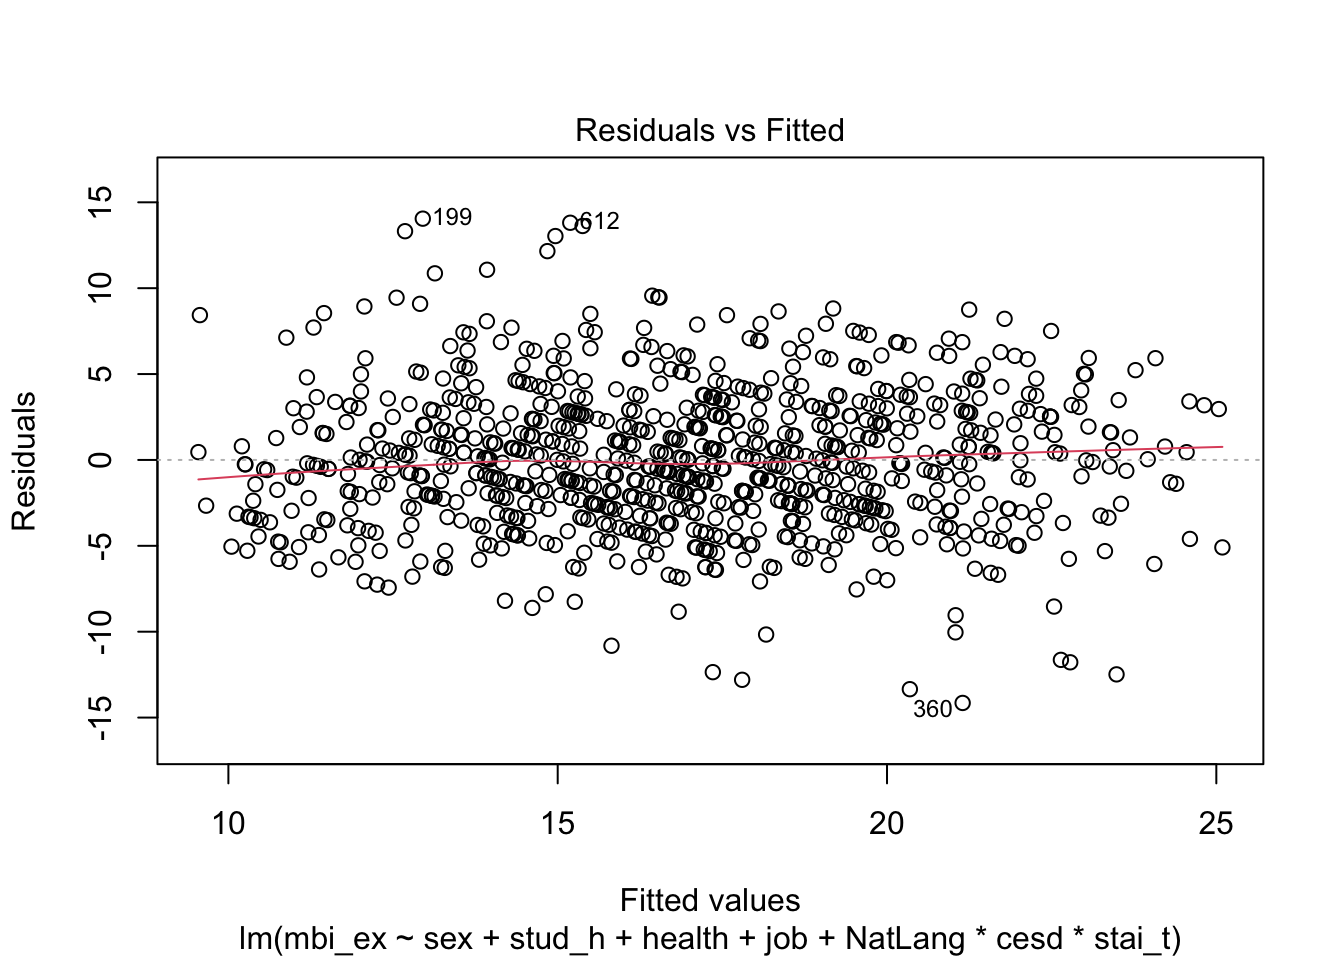 Residuals vs Fitted
Residuals
15
10
5
0
-5
-10
-15
199
612
360
10 15 20 25
Fitted values
lm(mbi_ex ~ sex + stud_h + health + job + NatLang * cesd * stai_t)